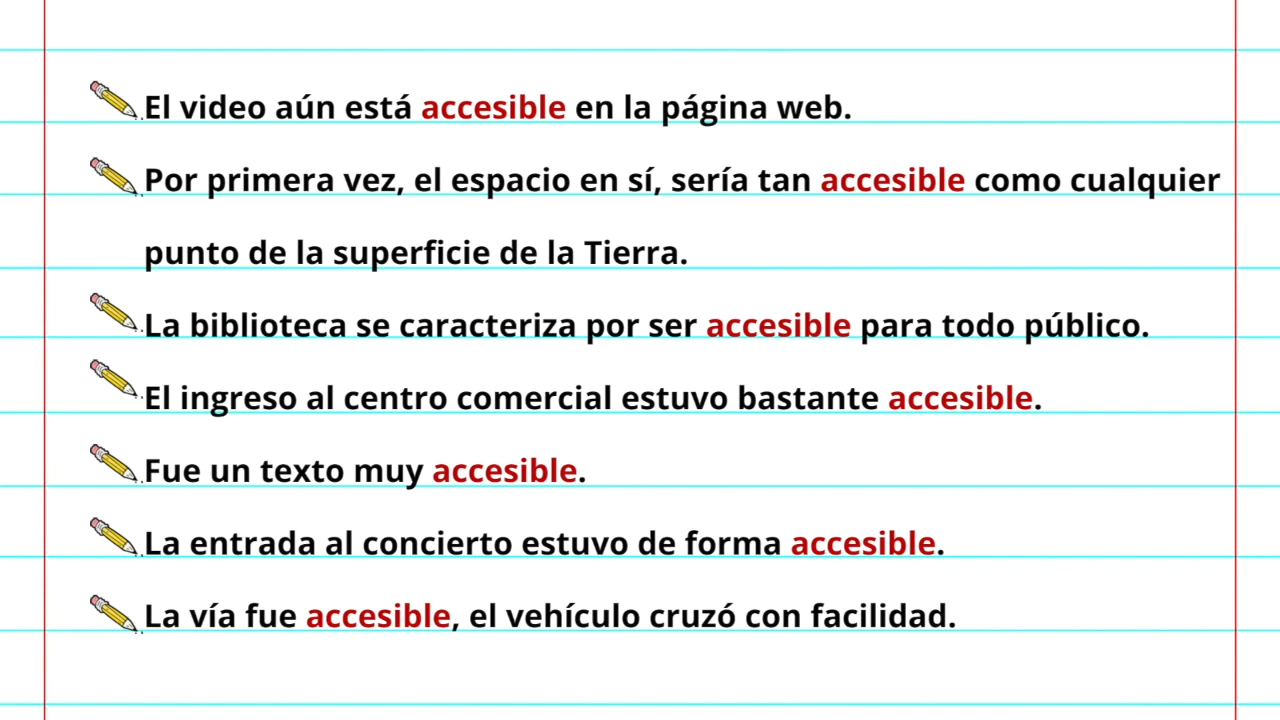 El video aún está accesible en la página web.
Por primera vez, el espacio en sí, sería tan accesible como cualquier
punto de la superficie de la Tierra.
La biblioteca se caracteriza por ser accesible para todo público.
El ingreso al centro comercial estuvo bastante accesible.
Fue un texto muy accesible.
La entrada al concierto estuvo de forma accesible.
La vía fue accesible, el vehículo cruzó con facilidad.